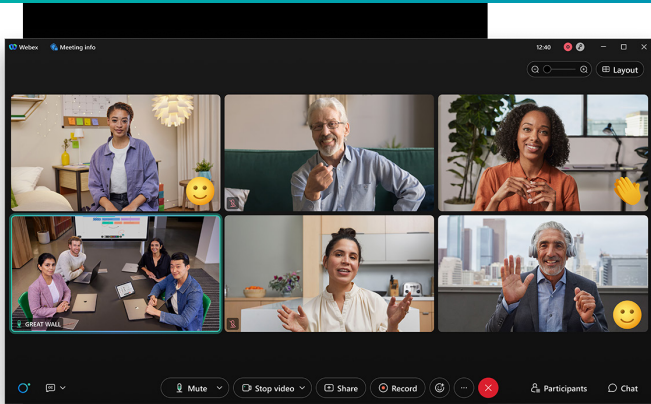 Webex
Meeting info
12:40
Layout
GREAT WALL
Mute
Stop video
Share
Record
Participants
Chat